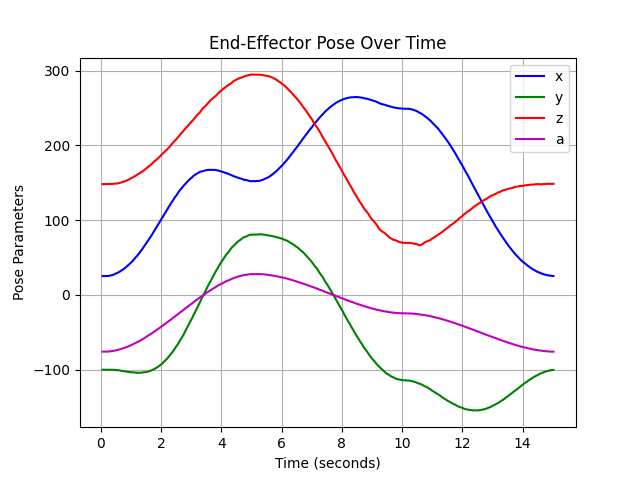 End-Effector Pose Over Time
300
200
100
0
−100
Pose Parameters
x
y
z
a
0 2 4 6 8 10 12 14
Time (seconds)